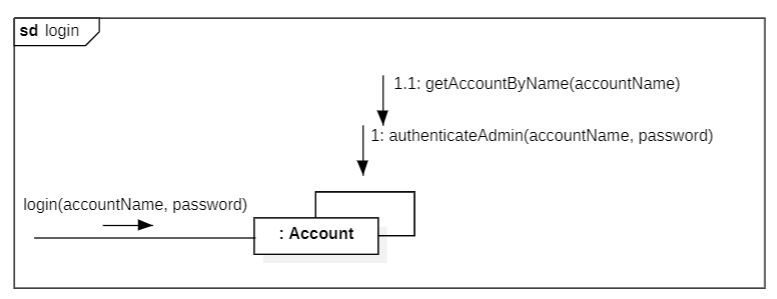 sd login
1.1: getAccountByName(accountName)
1: authenticateAdmin(accountName, password)
login(accountName, password)
: Account